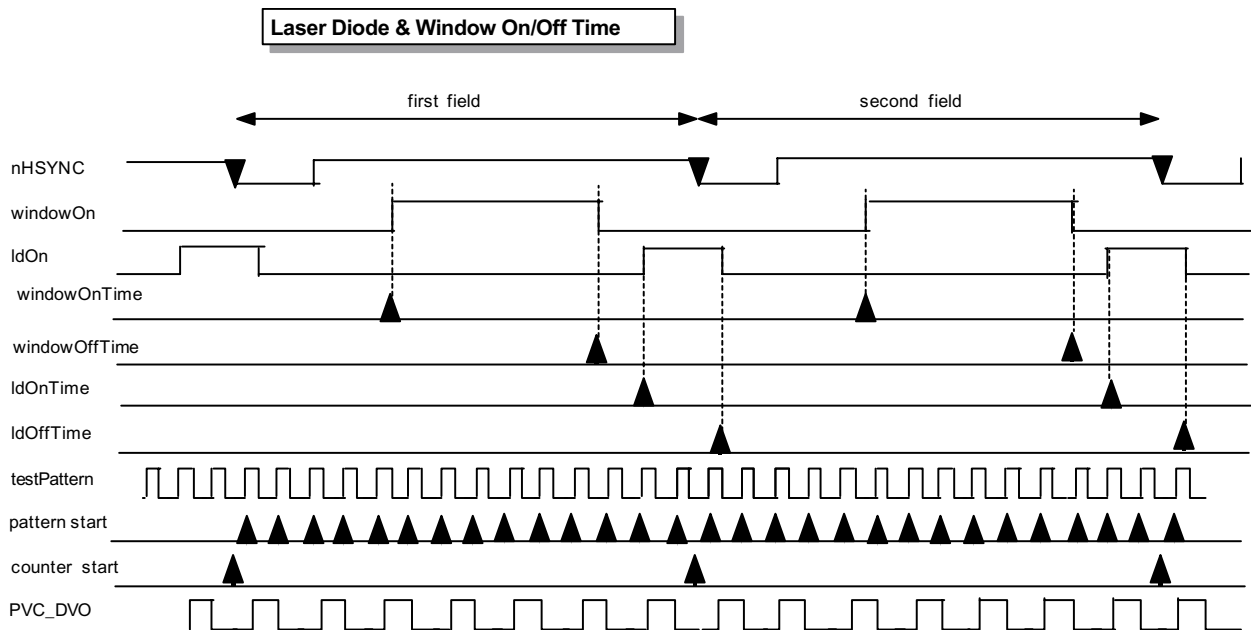 Laser Diode & Window On/Off Time
first field
second field
nHSYNC
windowOn
ldOn
windowOnTime
windowOffTime
ldOnTime
ldOffTime
testPattern
pattern start
counter start
PVC_DVO